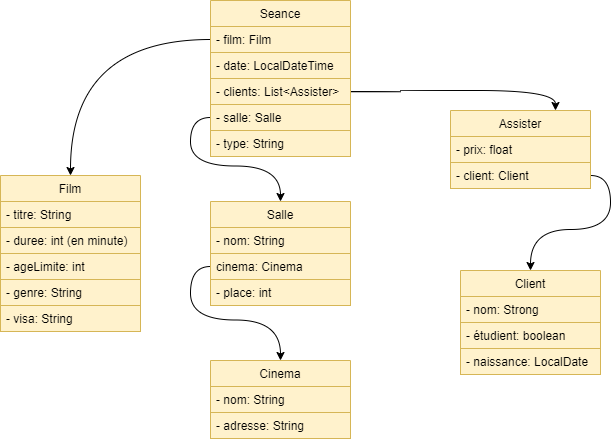 Seance
- film: Film
- date: LocalDateTime
- clients: List<Assister>
- salle: Salle
- type: String
Assister
- prix: float
- client: Client
Film
- titre: String
- duree: int (en minute)
- ageLimite: int
- genre: String
- visa: String
Salle
- nom: String
cinema: Cinema
- place: int
Client
- nom: Strong
- étudient: boolean
- naissance: LocalDate
Cinema
- nom: String
- adresse: String